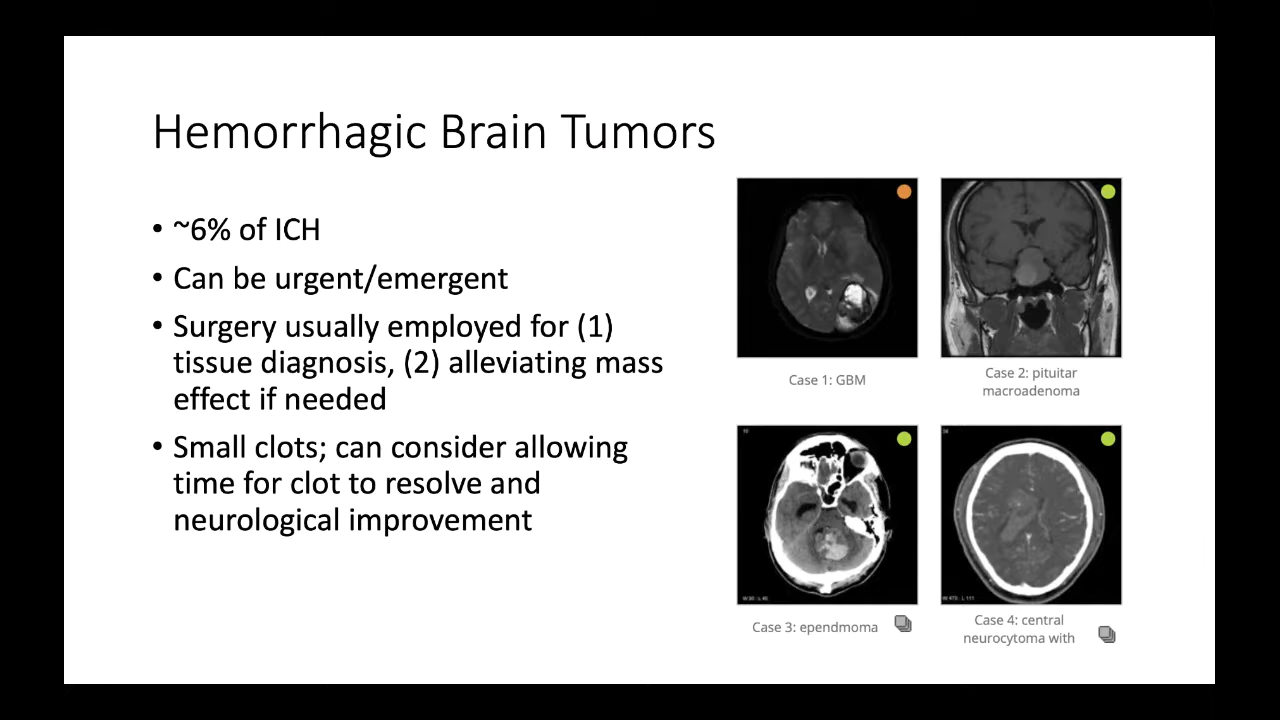 Hemorrhagic Brain Tumors
• ~6% of ICH
• Can be urgent/emergent
• Surgery usually employed for (1)
tissue diagnosis, (2) alleviating mass
effect if needed
• Small clots; can consider allowing
time for clot to resolve and
neurological improvement
Case 1: GBM
Case 2: pituitar
macroadenoma
Case 3: ependmoma
Case 4: central
neurocytoma with